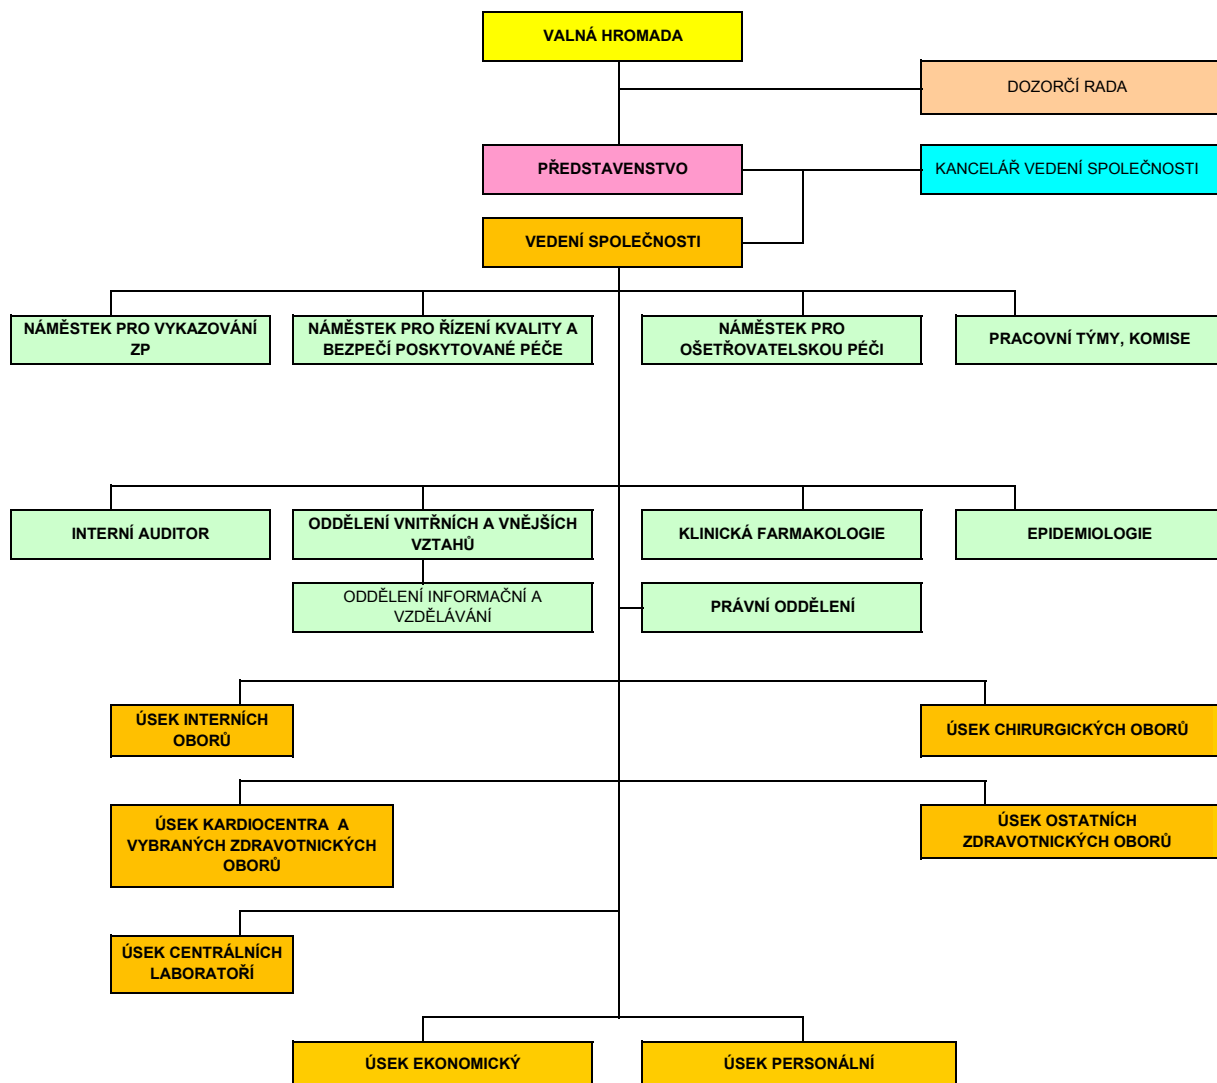 VALNÁ HROMADA
DOZORČÍ RADA
PŘEDSTAVENSTVO
KANCELÁŘ VEDENÍ SPOLEČNOSTI
VEDENÍ SPOLEČNOSTI
NÁMĚSTEK PRO VYKAZOVÁNÍ
ZP
NÁMĚSTEK PRO ŘÍZENÍ KVALITY A
BEZPEČÍ POSKYTOVANÉ PÉČE
NÁMĚSTEK PRO
OŠETŘOVATELSKOU PÉČI
PRACOVNÍ TÝMY, KOMISE
INTERNÍ AUDITOR
ODDĚLENÍ VNITŘNÍCH A VNĚJŠÍCH
VZTAHŮ
KLINICKÁ FARMAKOLOGIE
EPIDEMIOLOGIE
ODDĚLENÍ INFORMAČNÍ A
VZDĚLÁVÁNÍ
PRÁVNÍ ODDĚLENÍ
ÚSEK INTERNÍCH
OBORŮ
ÚSEK CHIRURGICKÝCH OBORŮ
ÚSEK KARDIOCENTRA A
VYBRANÝCH ZDRAVOTNICKÝCH
OBORŮ
ÚSEK OSTATNÍCH
ZDRAVOTNICKÝCH OBORŮ
ÚSEK CENTRÁLNÍCH
LABORATOŘÍ
ÚSEK EKONOMICKÝ
ÚSEK PERSONÁLNÍ